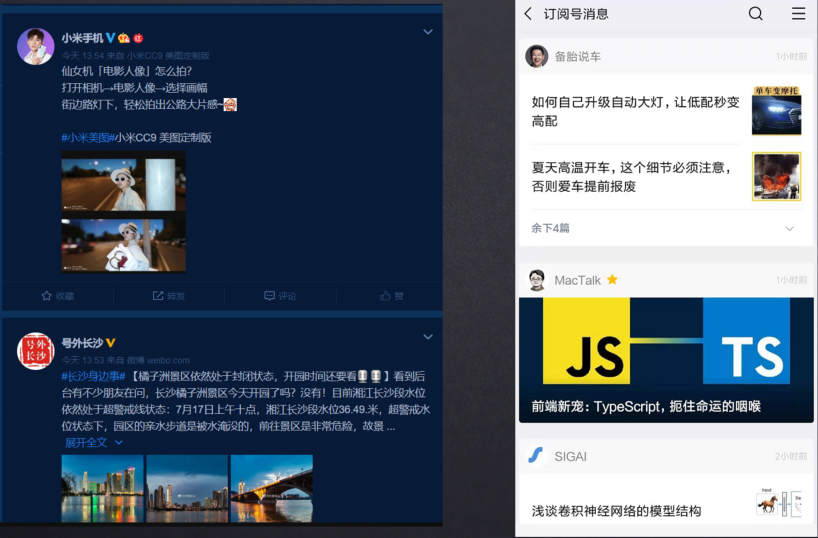 小米手机
今天 13:54 来自 小米CC9 美图定制版
仙女机「电影人像」怎么拍？
打开相机→电影人像→选择画幅
街边路灯下，轻松拍出公路大片感~
#小米美图#小米CC9 美图定制版
收藏
转发
评论
赞
号外
长沙
号外长沙
今天 13:53 来自 微博 weibo.com
#长沙身边事# 【橘子洲景区依然处于封闭状态，开园时间还要看】看到后
台有不少朋友在问，长沙橘子洲景区今天开园了吗？没有！目前湘江长沙段水位
依然处于超警戒线状态：7月17日上午十点，湘江长沙段水位36.49.米，超警戒水
位状态下，园区的亲水步道是被水淹没的，前往景区是非常危险，故景 ...
展开全文
订阅号消息
备胎说车
1小时前
如何自己升级自动大灯，让低配秒变
高配
单车变摩托
夏天高温开车，这个细节必须注意，
否则爱车提前报废
余下4篇
MacTalk
1小时前
JS
TS
前端新宠：TypeScript，扼住命运的咽喉
SIGAI
2小时前
浅谈卷积神经网络的模型结构
Input